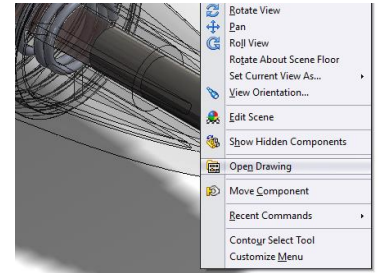 Rotate View
Pan
Roll View
Rotate About Scene Floor
Set Current View As...
View Orientation...
Edit Scene
Show Hidden Components
Open Drawing
Move Component
Recent Commands
Contour Select Tool
Customize Menu